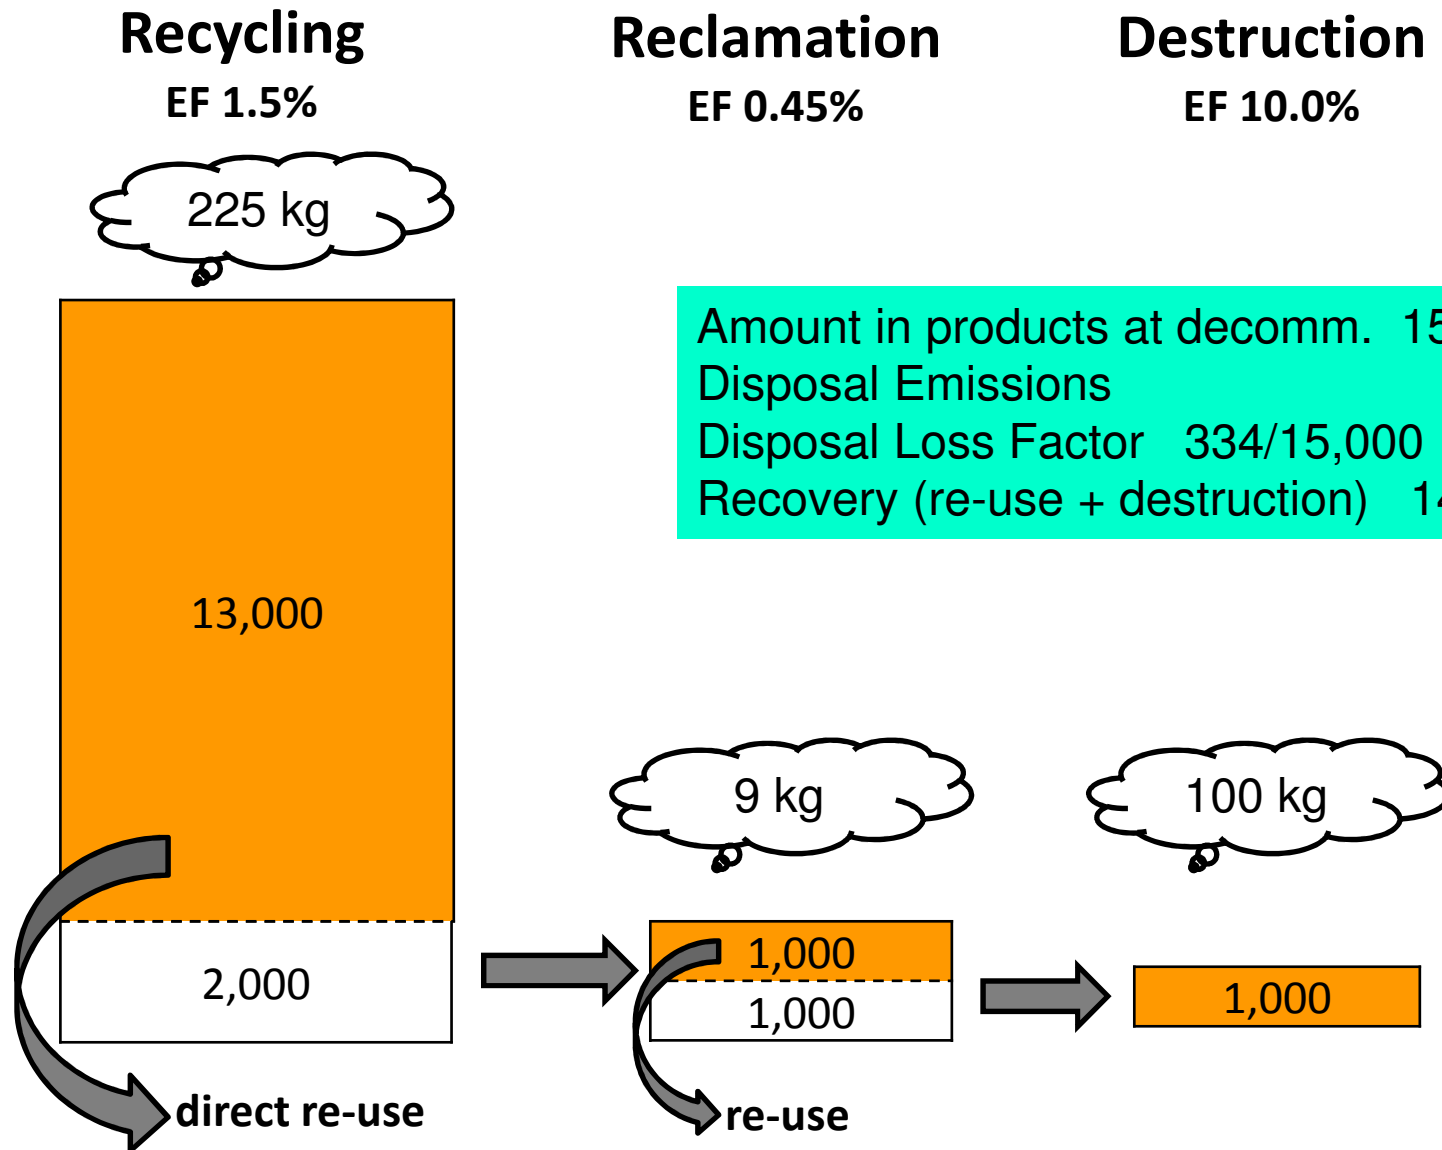 Recycling
EF 1.5%
Reclamation
EF 0.45%
Destruction
EF 10.0%
225 kg
Amount in products at decomm. 15
Disposal Emissions
Disposal Loss Factor 334/15,000
Recovery (re-use + destruction) 14
13,000
9 kg
100 kg
2,000
1,000
1,000
1,000
direct re-use
re-use